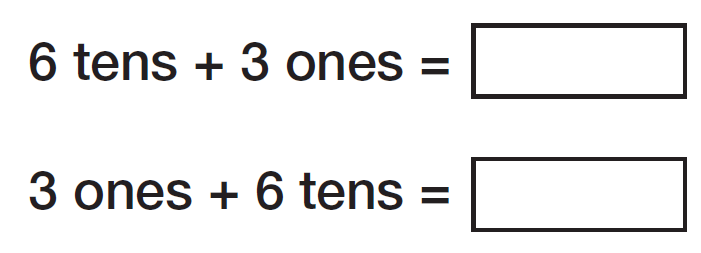 6 tens + 3 ones =
3 ones + 6 tens =